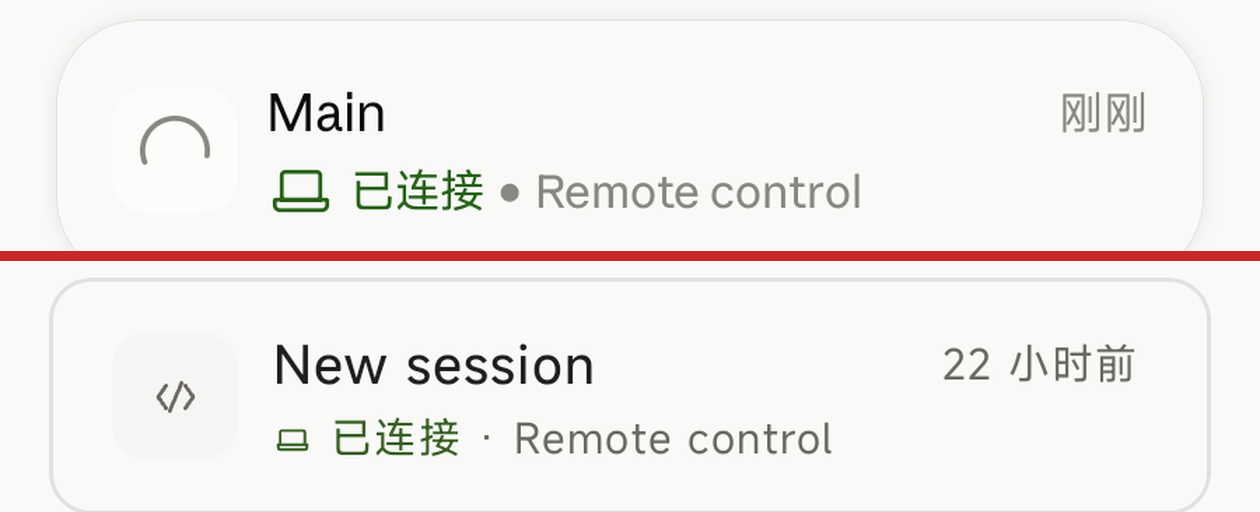 Main
刚刚
已连接 • Remote control
New session
22 小时前
已连接 · Remote control